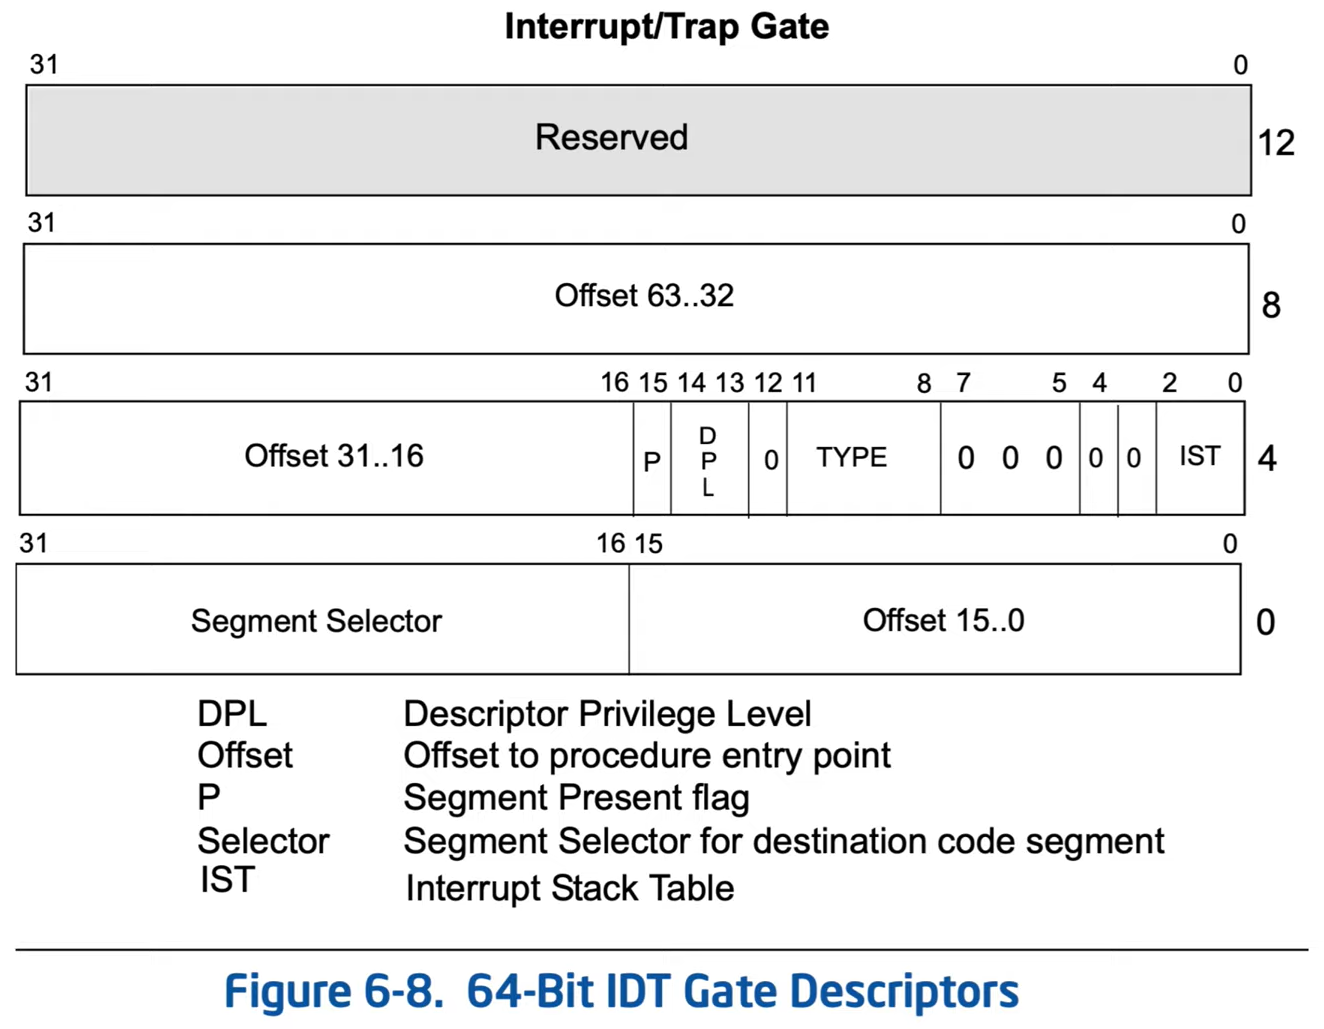 Interrupt/Trap Gate
31 0
Reserved 12
31 0
Offset 63..32 8
31 16 15 14 13 12 11 8 7 5 4 2 0
Offset 31..16 P DPL 0 TYPE 0 0 0 0 0 IST 4
31 16 15 0
Segment Selector Offset 15..0 0
DPL Descriptor Privilege Level
Offset Offset to procedure entry point
P Segment Present flag
Selector Segment Selector for destination code segment
IST Interrupt Stack Table
Figure 6-8. 64-Bit IDT Gate Descriptors